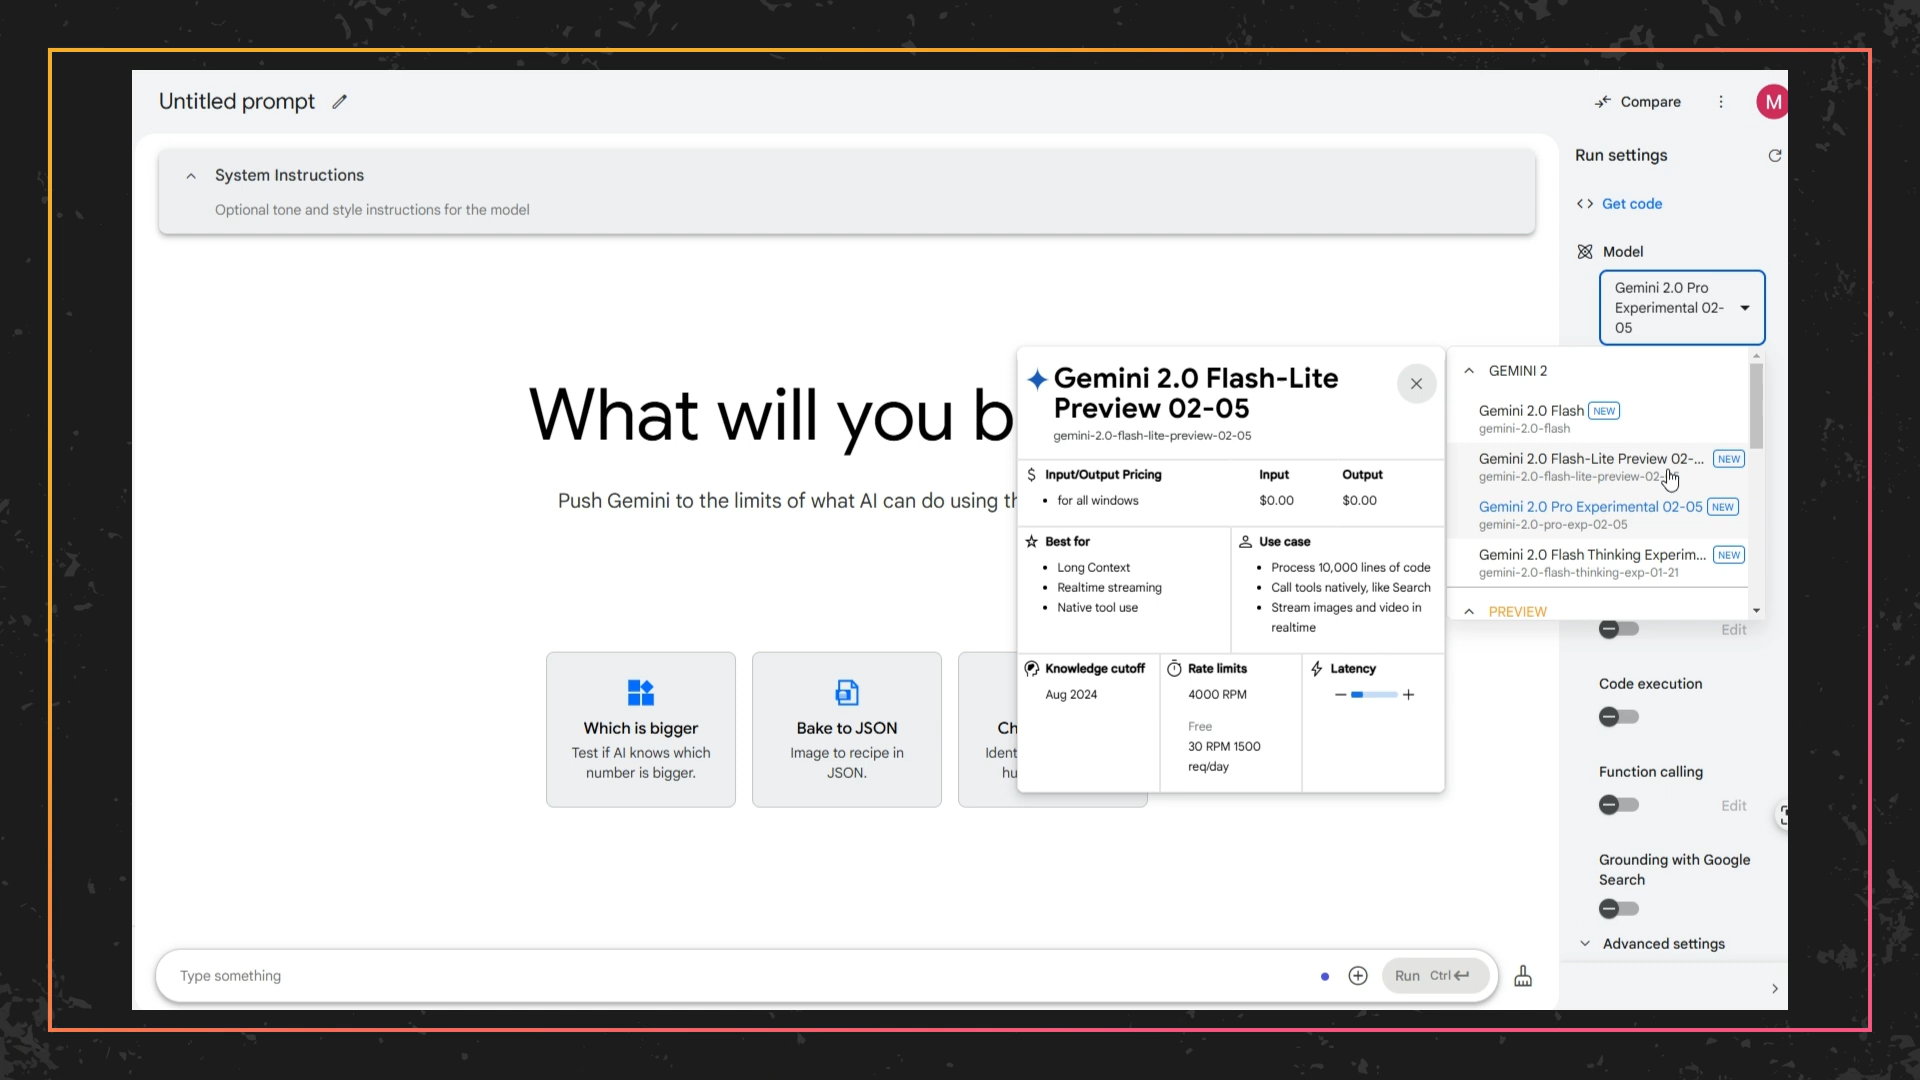 Untitled prompt
Compare
M
System Instructions
Optional tone and style instructions for the model
Run settings
Get code
Model
Gemini 2.0 Pro
Experimental 02-
05
What will you b
Push Gemini to the limits of what AI can do using th
Which is bigger
Test if AI knows which
number is bigger.
Bake to JSON
Image to recipe in
JSON.
Ch
Ident
hu
Gemini 2.0 Flash-Lite
Preview 02-05
gemini-2.0-flash-lite-preview-02-05
Input/Output Pricing Input Output
for all windows $0.00 $0.00
Best for
Long Context
Realtime streaming
Native tool use
Use case
Process 10,000 lines of code
Call tools natively, like Search
Stream images and video in
realtime
Knowledge cutoff
Aug 2024
Rate limits
4000 RPM
Free
30 RPM 1500
req/day
Latency
GEMINI 2
Gemini 2.0 Flash NEW
gemini-2.0-flash
Gemini 2.0 Flash-Lite Preview 02-... NEW
gemini-2.0-flash-lite-preview-02-
Gemini 2.0 Pro Experimental 02-05 NEW
gemini-2.0-pro-exp-02-05
Gemini 2.0 Flash Thinking Experim... NEW
gemini-2.0-flash-thinking-exp-01-21
PREVIEW
Edit
Code execution
Function calling
Edit
Grounding with Google
Search
Advanced settings
Type something
Run Ctrl